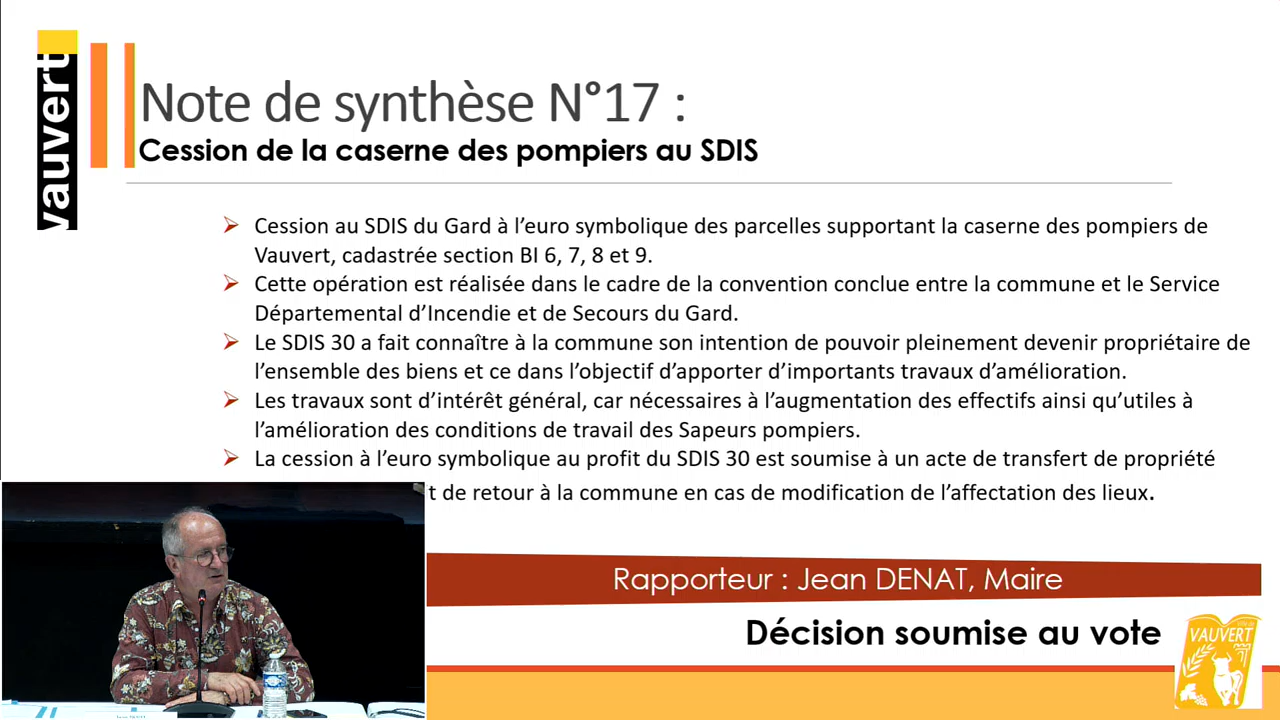 vauvert
Note de synthèse N°17 :
Cession de la caserne des pompiers au SDIS
Cession au SDIS du Gard à l’euro symbolique des parcelles supportant la caserne des pompiers de
Vauvert, cadastrée section BI 6, 7, 8 et 9.
Cette opération est réalisée dans le cadre de la convention conclue entre la commune et le Service
Départemental d’Incendie et de Secours du Gard.
Le SDIS 30 a fait connaître à la commune son intention de pouvoir pleinement devenir propriétaire de
l’ensemble des biens et ce dans l’objectif d’apporter d’importants travaux d’amélioration.
Les travaux sont d’intérêt général, car nécessaires à l’augmentation des effectifs ainsi qu’utiles à
l’amélioration des conditions de travail des Sapeurs pompiers.
La cession à l’euro symbolique au profit du SDIS 30 est soumise à un acte de transfert de propriété
t de retour à la commune en cas de modification de l’affectation des lieux.
Rapporteur : Jean DENAT, Maire
Décision soumise au vote
VAUVERT